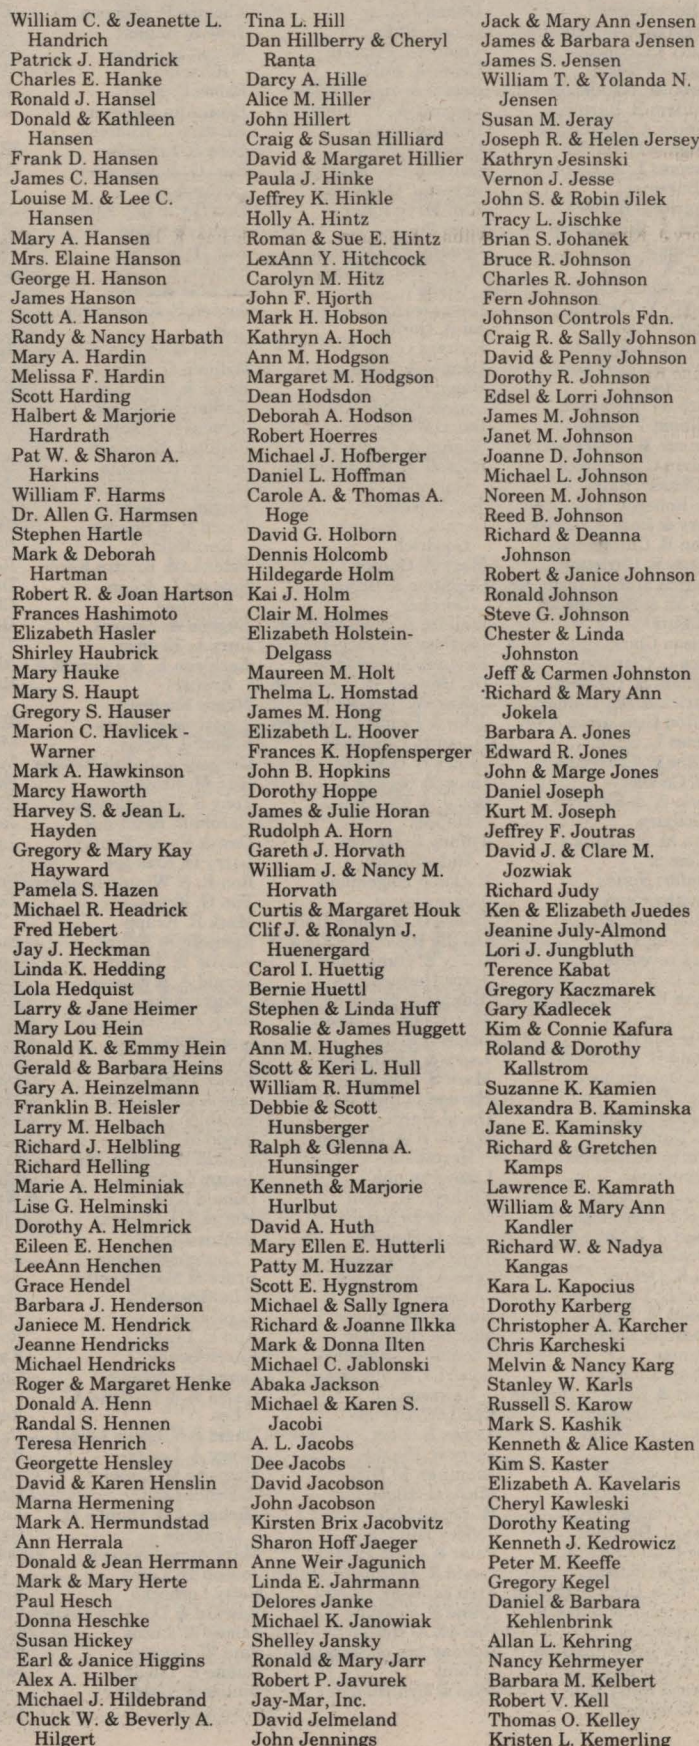 William C. & Jeanette L.
Handrich
Patrick J. Handrick
Charles E. Hanke
Ronald J. Hansel
Donald & Kathleen
Hansen
Frank D. Hansen
James C. Hansen
Louise M. & Lee C.
Hansen
Mary A. Hansen
Mrs. Elaine Hanson
George H. Hanson
James Hanson
Scott A. Hanson
Randy & Nancy Harbath
Mary A. Hardin
Melissa F. Hardin
Scott Harding
Halbert & Marjorie
Hardrath
Pat W. & Sharon A.
Harkins
William F. Harms
Dr. Allen G. Harmsen
Stephen Hartle
Mark & Deborah
Hartman
Robert R. & Joan Hartson
Frances Hashimoto
Elizabeth Hasler
Shirley Haubrick
Mary Hauke
Mary S. Haupt
Gregory S. Hauser
Marion C. Havlicek -
Warner
Mark A. Hawkinson
Marcy Haworth
Harvey S. & Jean L.
Hayden
Gregory & Mary Kay
Hayward
Pamela S. Hazen
Michael R. Headrick
Fred Hebert
Jay J. Heckman
Linda K. Hedding
Lola Hedquist
Larry & Jane Heimer
Mary Lou Hein
Ronald K. & Emmy Hein
Gerald & Barbara Heins
Gary A. Heinzelmann
Franklin B. Heisler
Larry M. Helbach
Richard J. Helbling
Richard Helling
Marie A. Helminiak
Lise G. Helminski
Dorothy A. Helmrick
Eileen E. Henchen
LeeAnn Henchen
Grace Hendel
Barbara J. Henderson
Janiece M. Hendrick
Jeanne Hendricks
Michael Hendricks
Roger & Margaret Henke
Donald A. Henn
Randal S. Hennen
Teresa Henrich
Georgette Hensley
David & Karen Henslin
Marna Hermening
Mark A. Hermundstad
Ann Herrala
Donald & Jean Herrmann
Mark & Mary Herte
Paul Hesch
Donna Heschke
Susan Hickey
Earl & Janice Higgins
Alex A. Hilber
Michael J. Hildebrand
Chuck W. & Beverly A.
Hilgert
Tina L. Hill
Dan Hillberry & Cheryl
Ranta
Darcy A. Hille
Alice M. Hiller
John Hillert
Craig & Susan Hilliard
David & Margaret Hillier
Paula J. Hinke
Jeffrey K. Hinkle
Holly A. Hintz
Roman & Sue E. Hintz
LexAnn Y. Hitchcock
Carolyn M. Hitz
John F. Hjorth
Mark H. Hobson
Kathryn A. Hoch
Ann M. Hodgson
Margaret M. Hodgson
Dean Hodsdon
Deborah A. Hodson
Robert Hoerres
Michael J. Hofberger
Daniel L. Hoffman
Carole A. & Thomas A.
Hoge
David G. Holborn
Dennis Holcomb
Hildegarde Holm
Kai J. Holm
Clair M. Holmes
Elizabeth Holstein-
Delgass
Maureen M. Holt
Thelma L. Homstad
James M. Hong
Elizabeth L. Hoover
Frances K. Hopfensperger
John B. Hopkins
Dorothy Hoppe
James & Julie Horan
Rudolph A. Horn
Gareth J. Horvath
William J. & Nancy M.
Horvath
Curtis & Margaret Houk
Clif J. & Ronalyn J.
Huenergard
Carol I. Huettig
Bernie Huettl
Stephen & Linda Huff
Rosalie & James Huggett
Ann M. Hughes
Scott & Keri L. Hull
William R. Hummel
Debbie & Scott
Hunsberger
Ralph & Glenna A.
Hunsinger
Kenneth & Marjorie
Hurlbut
David A. Huth
Mary Ellen E. Hutterli
Patty M. Huzzar
Scott E. Hygnstrom
Michael & Sally Ignera
Richard & Joanne Ilkka
Mark & Donna Ilten
Michael C. Jablonski
Abaka Jackson
Michael & Karen S.
Jacobi
A. L. Jacobs
Dee Jacobs
David Jacobson
John Jacobson
Kirsten Brix Jacobvitz
Sharon Hoff Jaeger
Anne Weir Jagunich
Linda E. Jahrmann
Delores Janke
Michael K. Janowiak
Shelley Jansky
Ronald & Mary Jarr
Robert P. Javurek
Jay-Mar, Inc.
David Jelmeland
John Jennings
Jack & Mary Ann Jensen
James & Barbara Jensen
James S. Jensen
William T. & Yolanda N.
Jensen
Susan M. Jeray
Joseph R. & Helen Jersey
Kathryn Jesinski
Vernon J. Jesse
John S. & Robin Jilek
Tracy L. Jischke
Brian S. Johanek
Bruce R. Johnson
Charles R. Johnson
Fern Johnson
Johnson Controls Fdn.
Craig R. & Sally Johnson
David & Penny Johnson
Dorothy R. Johnson
Edsel & Lorri Johnson
James M. Johnson
Janet M. Johnson
Joanne D. Johnson
Michael L. Johnson
Noreen M. Johnson
Reed B. Johnson
Richard & Deanna
Johnson
Robert & Janice Johnson
Ronald Johnson
Steve G. Johnson
Chester & Linda
Johnston
Jeff & Carmen Johnston
Richard & Mary Ann
Jokela
Barbara A. Jones
Edward R. Jones
John & Marge Jones
Daniel Joseph
Kurt M. Joseph
Jeffrey F. Joutras
David J. & Clare M.
Jozwiak
Richard Judy
Ken & Elizabeth Juedes
Jeanine July-Almond
Lori J. Jungbluth
Terence Kabat
Gregory Kaczmarek
Gary Kadlecek
Kim & Connie Kafura
Roland & Dorothy
Kallstrom
Suzanne K. Kamien
Alexandra B. Kaminska
Jane E. Kaminsky
Richard & Gretchen
Kamps
Lawrence E. Kamrath
William & Mary Ann
Kandler
Richard W. & Nadya
Kangas
Kara L. Kapocius
Dorothy Karberg
Christopher A. Karcher
Chris Karcheski
Melvin & Nancy Karg
Stanley W. Karls
Russell S. Karow
Mark S. Kashik
Kenneth & Alice Kasten
Kim S. Kaster
Elizabeth A. Kavelaris
Cheryl Kawleski
Dorothy Keating
Kenneth J. Kedrowicz
Peter M. Keeffe
Gregory Kegel
Daniel & Barbara
Kehlenbrink
Allan L. Kehring
Nancy Kehrmeyer
Barbara M. Kelbert
Robert V. Kell
Thomas O. Kelley
Kristen L. Kemerling